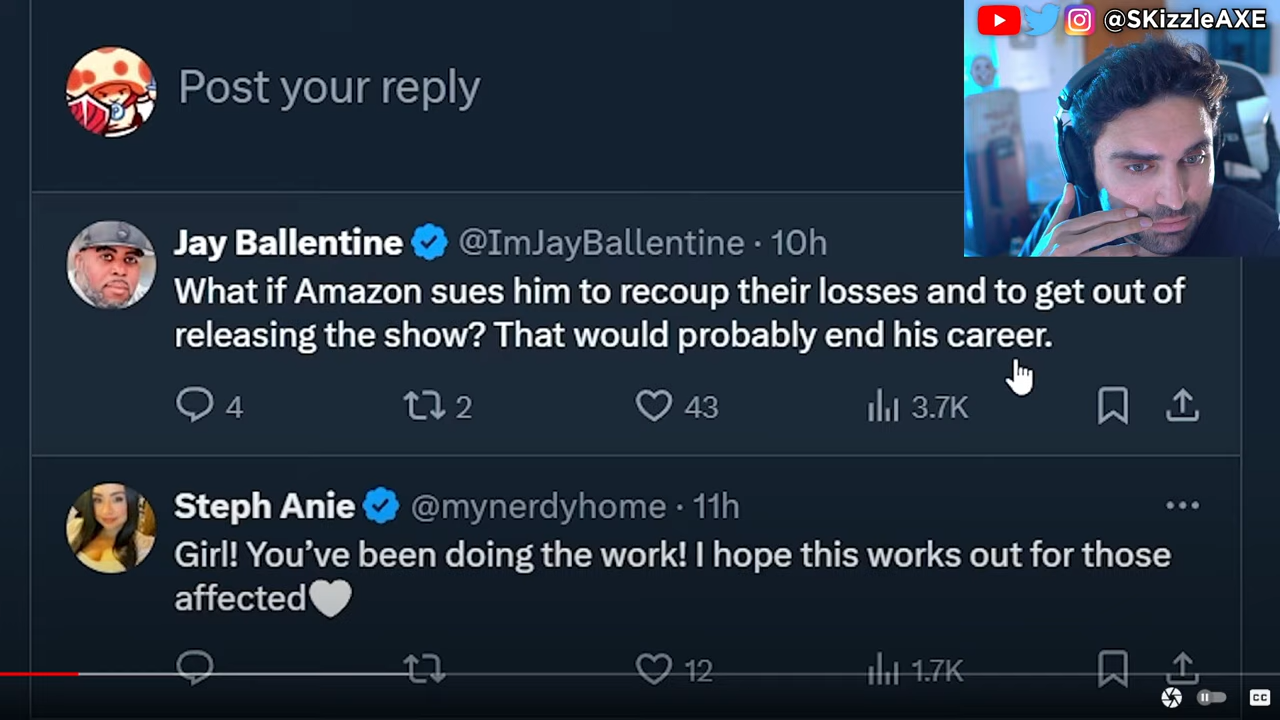 @SKizzleAXE
Post your reply
Jay Ballentine @ImJayBallentine · 10h
What if Amazon sues him to recoup their losses and to get out of
releasing the show? That would probably end his career.
4 2 43 3.7K
Steph Anie @mynerdyhome · 11h
Girl! You’ve been doing the work! I hope this works out for those
affected🤍
12 1.7K
CC